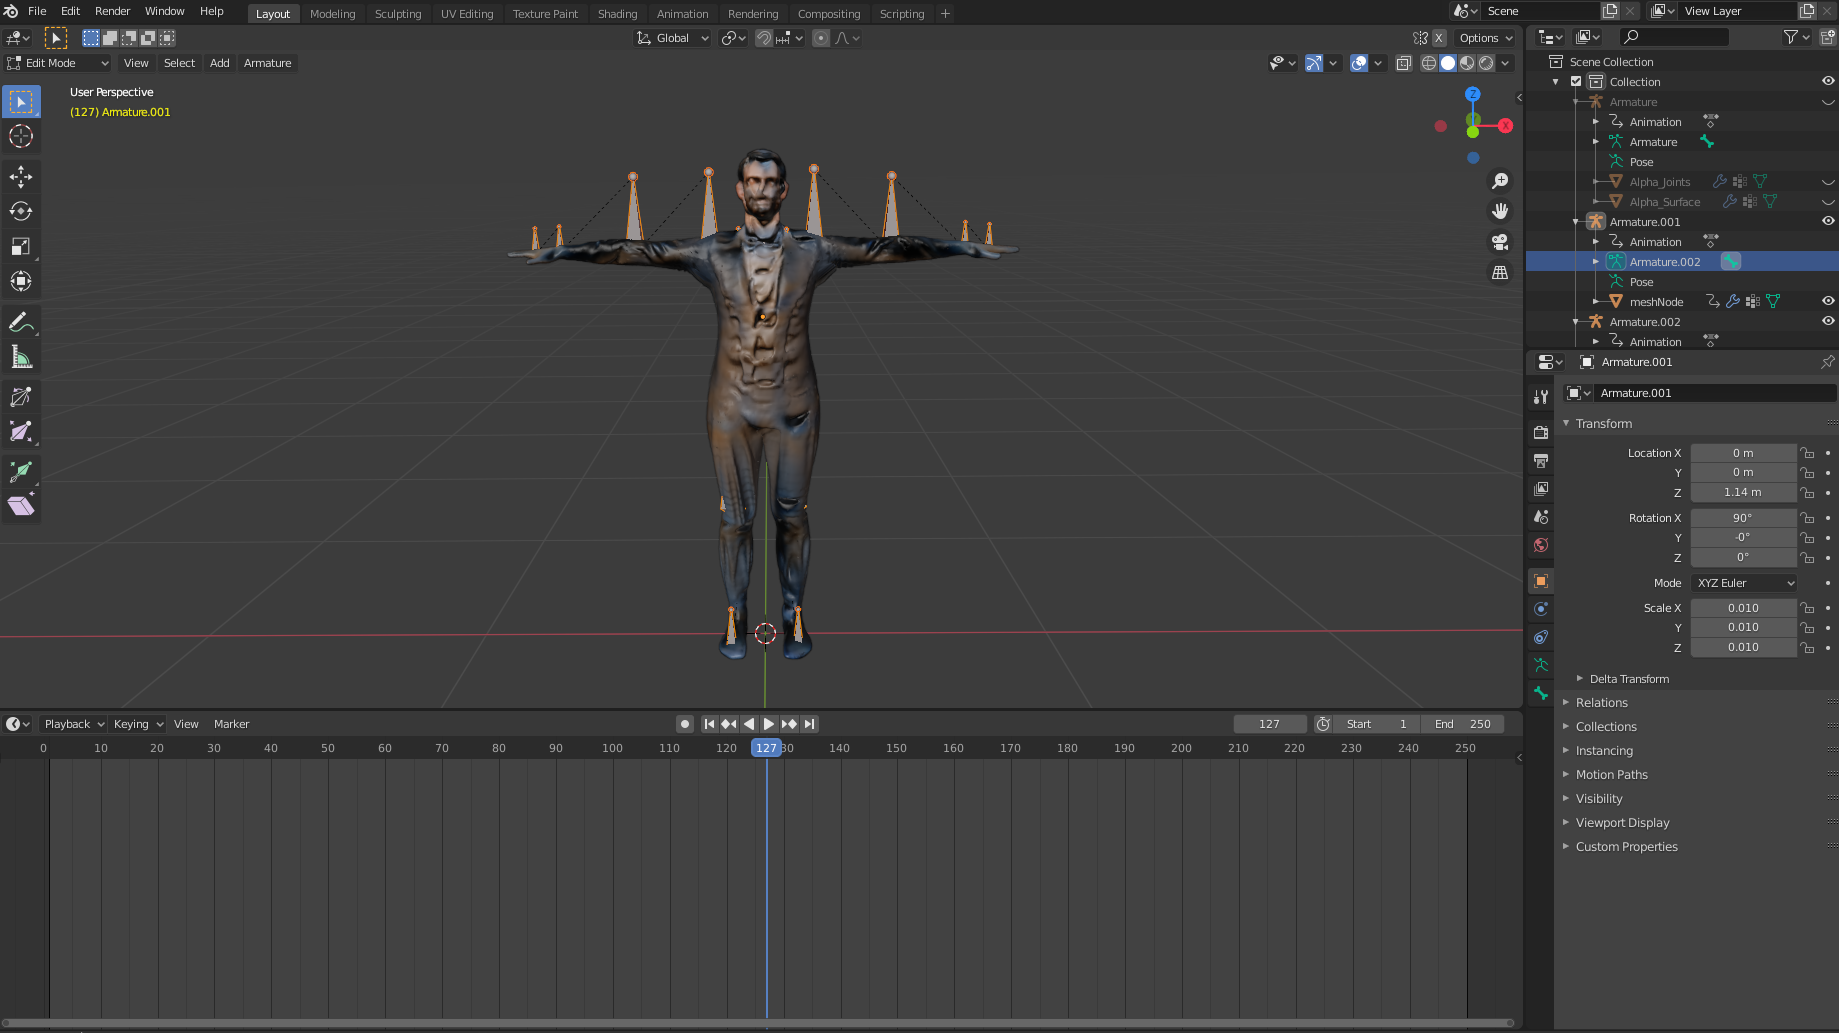 File Edit Render Window Help Layout Modeling Sculpting UV Editing Texture Paint Shading Animation Rendering Compositing Scripting + Scene View Layer
Global Options
Edit Mode View Select Add Armature
User Perspective
(127) Armature.001
Z
X
Scene Collection
Collection
Armature
Animation
Armature
Pose
Alpha_Joints
Alpha_Surface
Armature.001
Animation
Armature.002
Pose
meshNode
Armature.002
Animation
Armature.001
Armature.001
Transform
Location X 0 m
Y 0 m
Z 1.14 m
Rotation X 90°
Y -0°
Z 0°
Mode XYZ Euler
Scale X 0.010
Y 0.010
Z 0.010
Delta Transform
Relations
Collections
Instancing
Motion Paths
Visibility
Viewport Display
Custom Properties
Playback Keying View Marker 127 Start 1 End 250
0 10 20 30 40 50 60 70 80 90 100 110 120 127 30 140 150 160 170 180 190 200 210 220 230 240 250